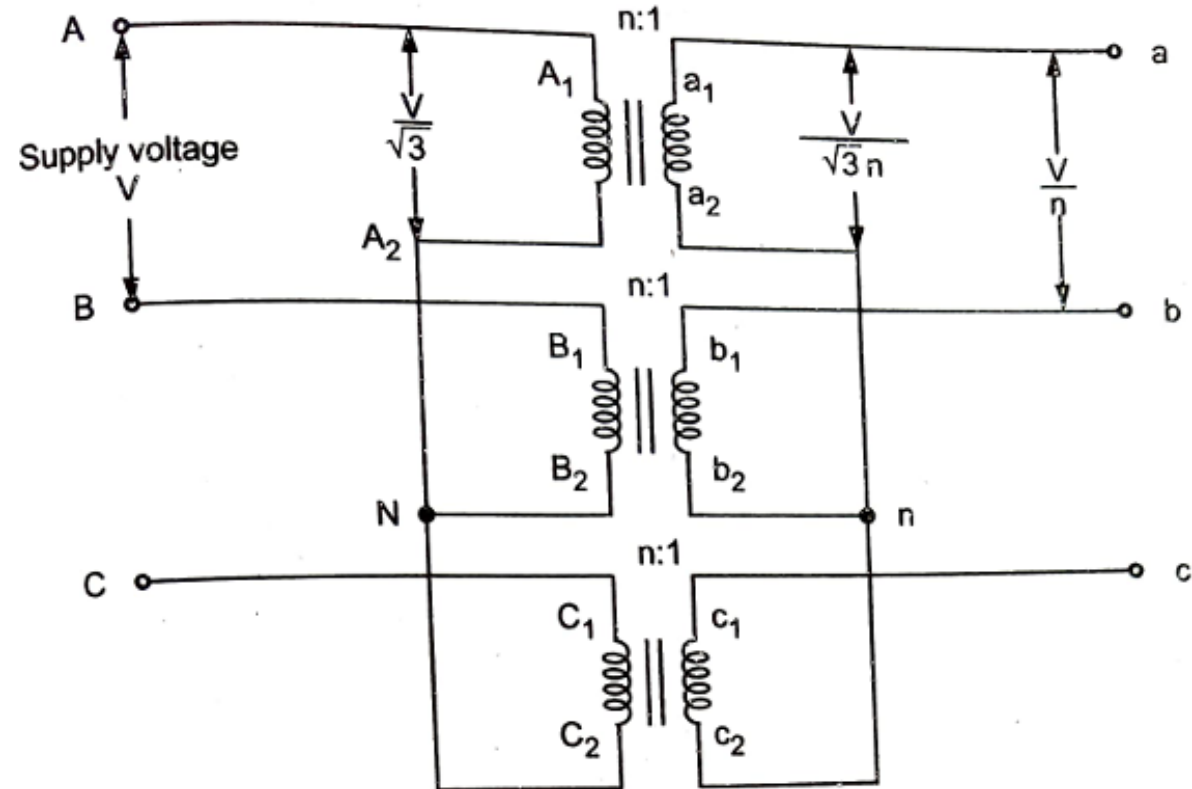 A
n:1
a
A₁
a₁
V
√3
V
√3 n
Supply voltage
V
V
n
a₂
A₂
B
n:1
b
B₁
b₁
B₂
b₂
N
n
n:1
C
c
C₁
c₁
C₂
c₂